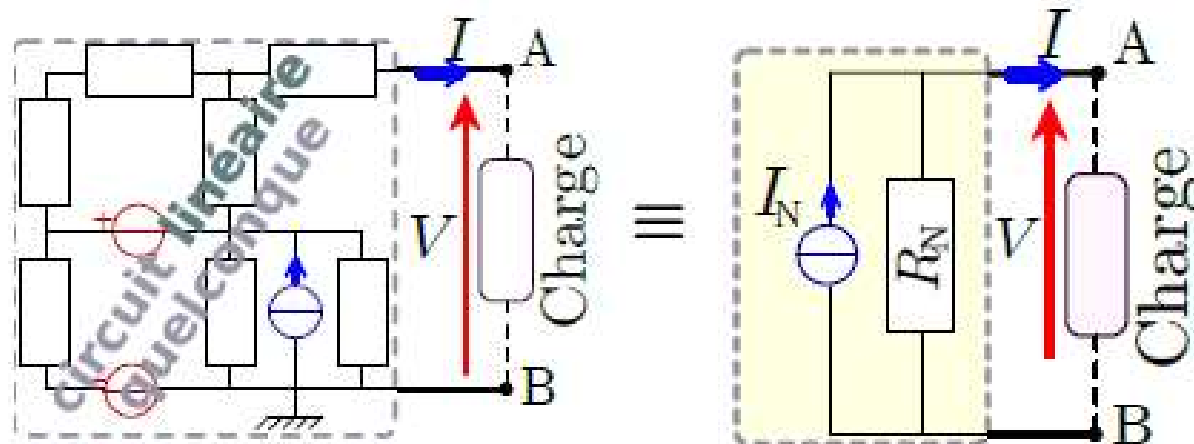 I
A
circuit linéaire
quelconque
V
Charge
B
≡
I
A
I_N
R_N
V
Charge
B